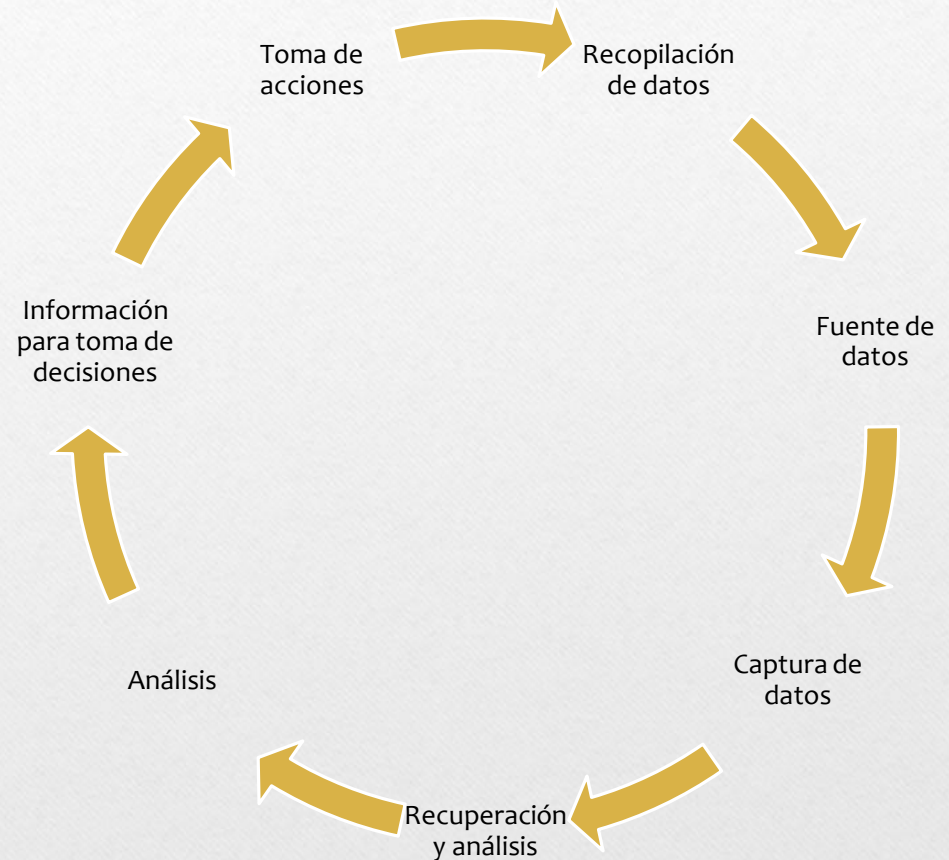 Toma de
acciones
Recopilación
de datos
Fuente de
datos
Captura de
datos
Recuperación
y análisis
Análisis
Información
para toma de
decisiones